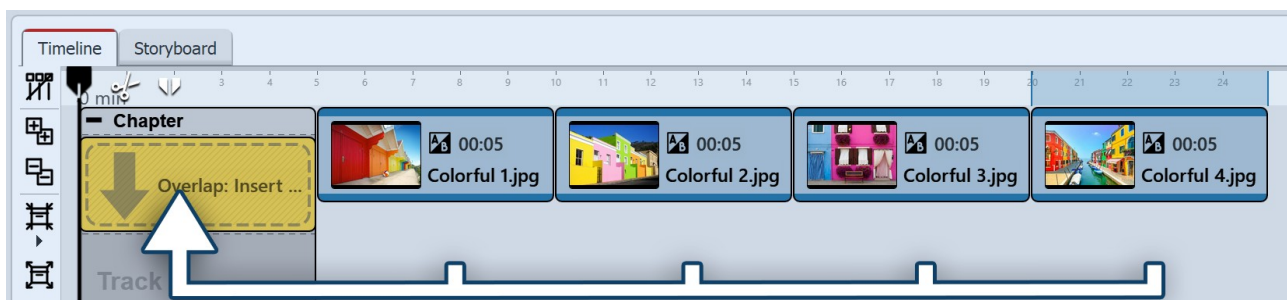 Timeline Storyboard
3 4 5 6 7 8 9 10 11 12 13 14 15 16 17 18 19 20 21 22 23 24
0 min
Chapter
00:05 00:05 00:05 00:05
Overlap: Insert ...
Colorful 1.jpg Colorful 2.jpg Colorful 3.jpg Colorful 4.jpg
Track